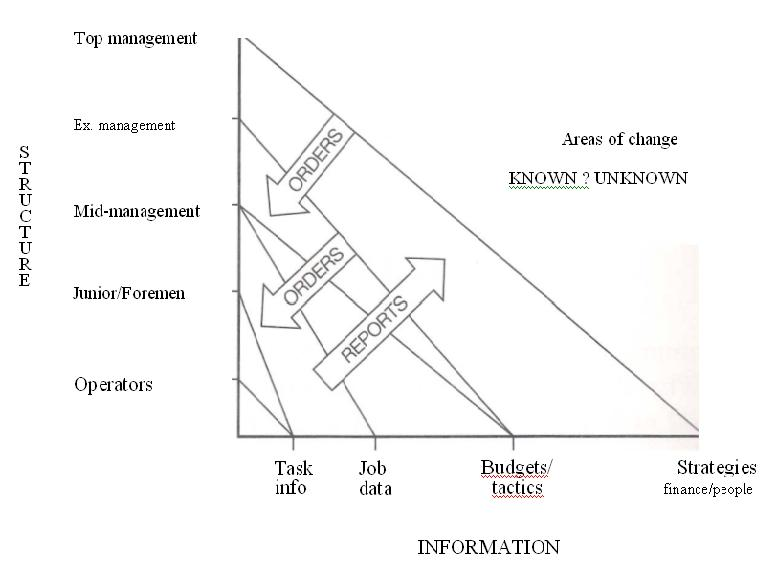 Top management
Ex. management
Areas of change
KNOWN ? UNKNOWN
STRUCTURE
ORDERS
Mid-management
ORDERS
Junior/Foremen
REPORTS
Operators
Task
info
Job
data
Budgets/
tactics
Strategies
finance/people
INFORMATION